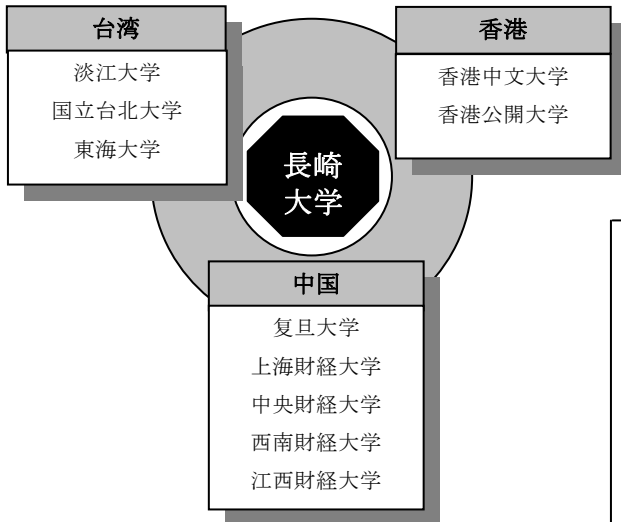 台湾
淡江大学
国立台北大学
東海大学
香港
香港中文大学
香港公開大学
長崎
大学
中国
复旦大学
上海財経大学
中央財経大学
西南財経大学
江西財経大学